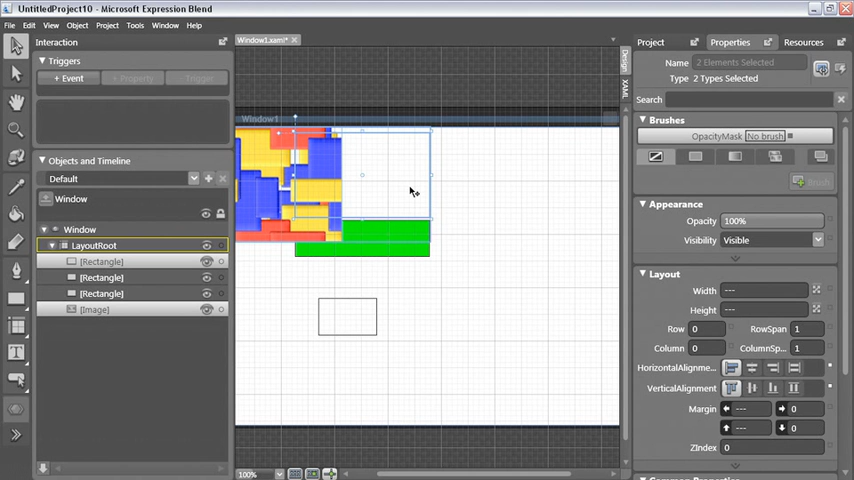 UntitledProject10 - Microsoft Expression Blend
File Edit View Object Project Tools Window Help
Interaction
Triggers
+ Event
+ Property
- Trigger
Objects and Timeline
Default
Window
Window
LayoutRoot
[Rectangle]
[Rectangle]
[Rectangle]
[Image]
Window1.xaml*
Window1
Design
XAML
100%
Project
Properties
Resources
Name 2 Elements Selected
Type 2 Types Selected
Search
Brushes
OpacityMask No brush
Brush
Appearance
Opacity 100%
Visibility Visible
Layout
Width ---
Height ---
Row 0 RowSpan 1
Column 0 ColumnSp... 1
HorizontalAlignme...
VerticalAlignment
Margin --- 0
--- 0
ZIndex 0
Common Properties